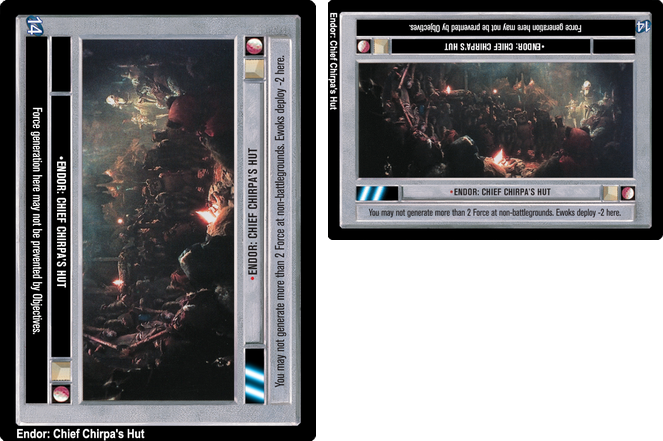 14
Force generation here may not be prevented by Objectives.
•ENDOR: CHIEF CHIRPA'S HUT
•ENDOR: CHIEF CHIRPA'S HUT
You may not generate more than 2 Force at non-battlegrounds. Ewoks deploy -2 here.
Endor: Chief Chirpa's Hut
Endor: Chief Chirpa's Hut
14
Force generation here may not be prevented by Objectives.
•ENDOR: CHIEF CHIRPA'S HUT
•ENDOR: CHIEF CHIRPA'S HUT
You may not generate more than 2 Force at non-battlegrounds. Ewoks deploy -2 here.